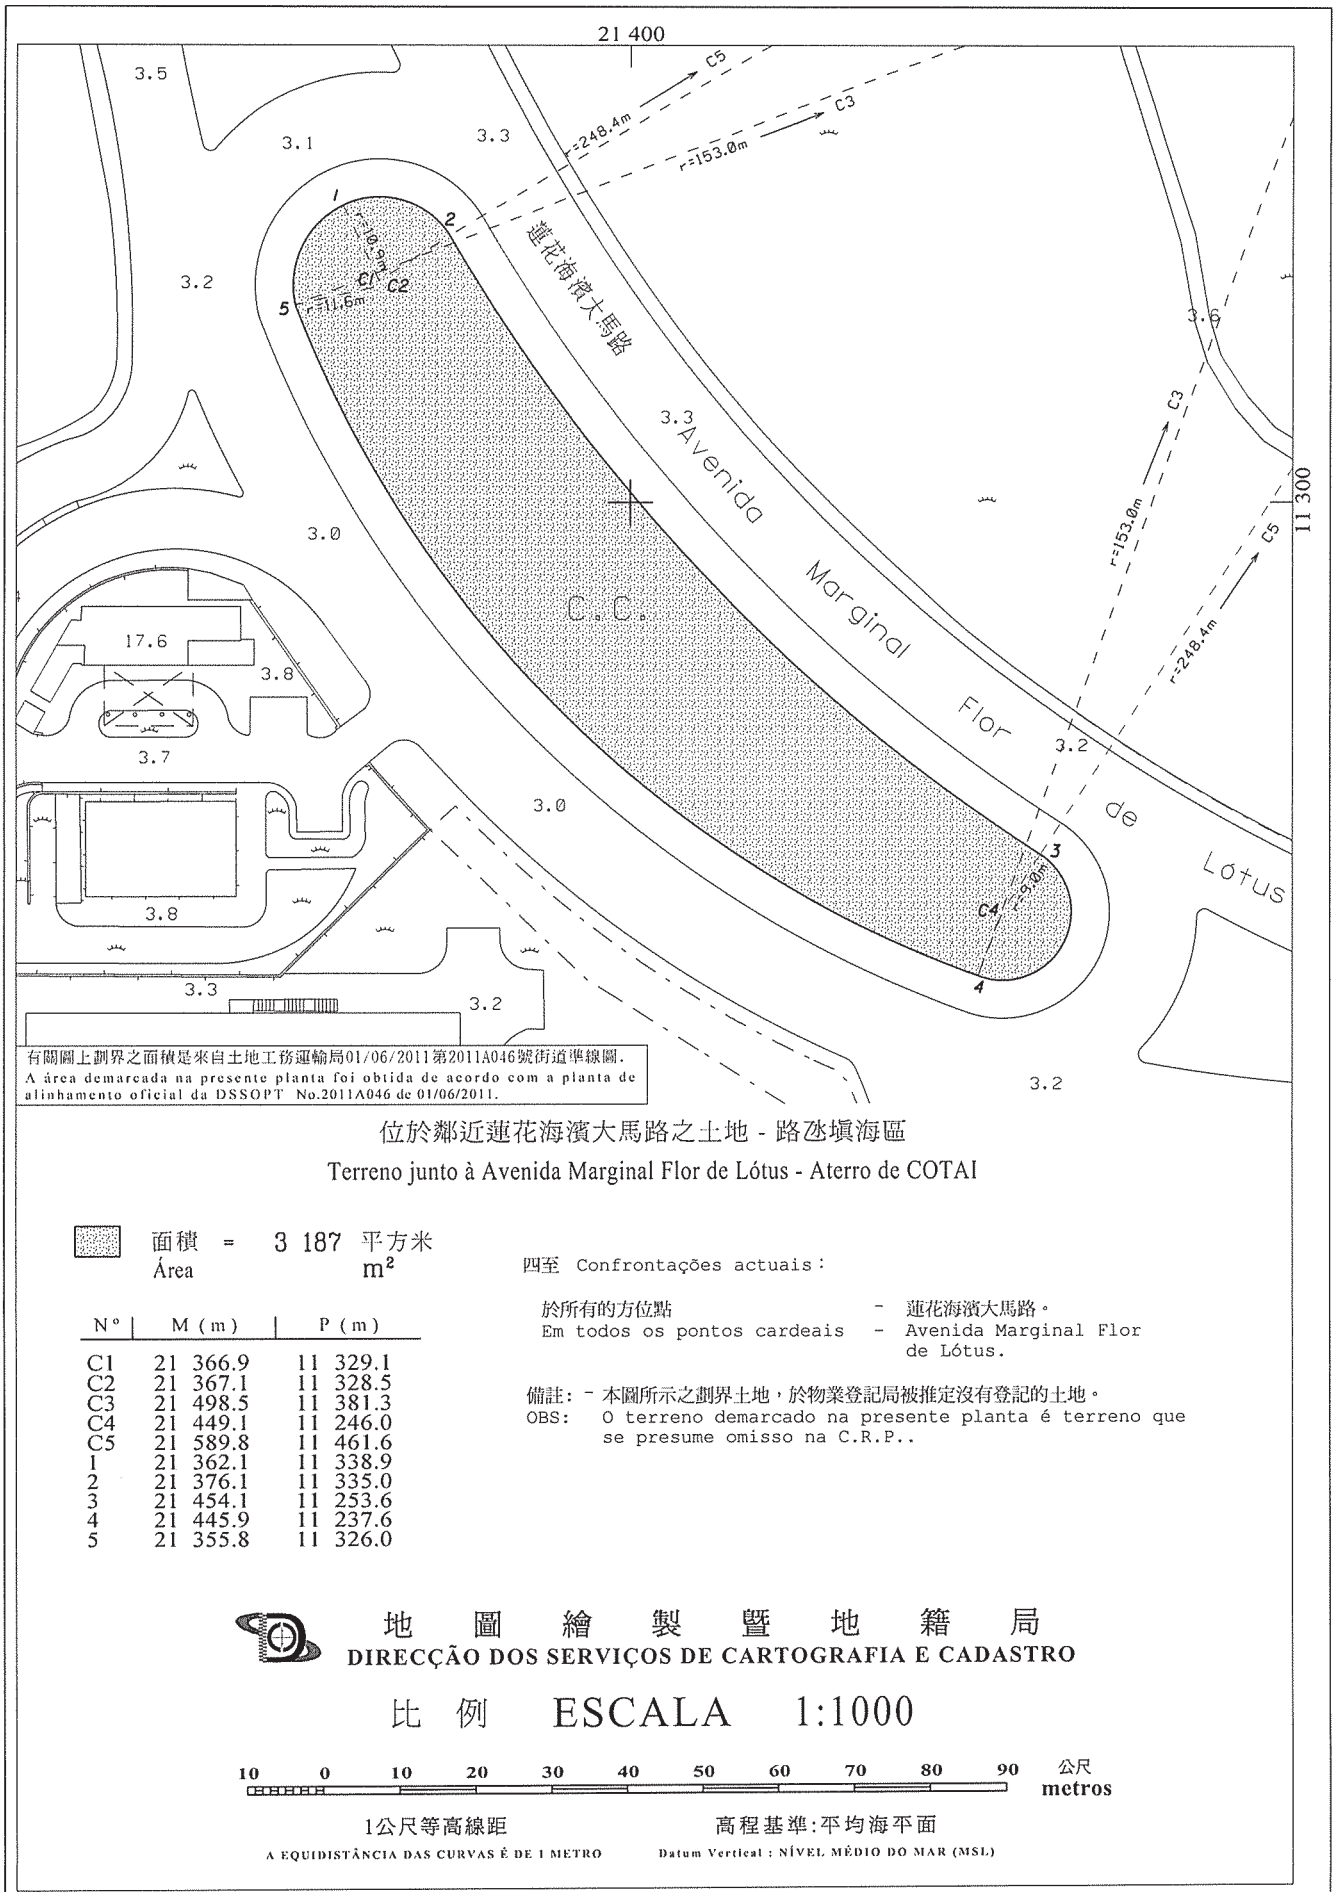 21 400
3.5
C5
r=248.4m
C3
3.1
3.3
r=153.0m
1
2
10.9m
蓮花海濱大馬路
3.2
C1
C2
5
r=11.6m
3.6
C3
3.3
Avenida
11 300
3.0
r=153.0m
C5
Marginal
C.C.
17.6
r=248.4m
3.8
Flor
3.7
3.2
3.0
de
3
Lótus
r=9.0m
3.8
C4
4
3.3
3.2
有關圖上劃界之面積是來自土地工務運輸局01/06/2011第2011A046號街道準線圖.
A área demarcada na presente planta foi obtida de acordo com a planta de
alinhamento oficial da DSSOPT No.2011A046 de 01/06/2011.
3.2
位於鄰近蓮花海濱大馬路之土地 - 路氹填海區
Terreno junto à Avenida Marginal Flor de Lótus - Aterro de COTAI
面積 = 3 187 平方米
Área m²
四至 Confrontações actuais:
於所有的方位點 - 蓮花海濱大馬路。
Em todos os pontos cardeais - Avenida Marginal Flor
de Lótus.
備註: - 本圖所示之劃界土地，於物業登記局被推定沒有登記的土地。
OBS: O terreno demarcado na presente planta é terreno que
se presume omisso na C.R.P..
Nº M (m) P (m)
C1 21 366.9 11 329.1
C2 21 367.1 11 328.5
C3 21 498.5 11 381.3
C4 21 449.1 11 246.0
C5 21 589.8 11 461.6
1 21 362.1 11 338.9
2 21 376.1 11 335.0
3 21 454.1 11 253.6
4 21 445.9 11 237.6
5 21 355.8 11 326.0
地圖繪製暨地籍局
DIRECÇÃO DOS SERVIÇOS DE CARTOGRAFIA E CADASTRO
比例 ESCALA 1:1000
10 0 10 20 30 40 50 60 70 80 90 公尺
metros
1公尺等高線距 高程基準:平均海平面
A EQUIDISTÂNCIA DAS CURVAS É DE 1 METRO Datum Vertical : NÍVEL MÉDIO DO MAR (MSL)